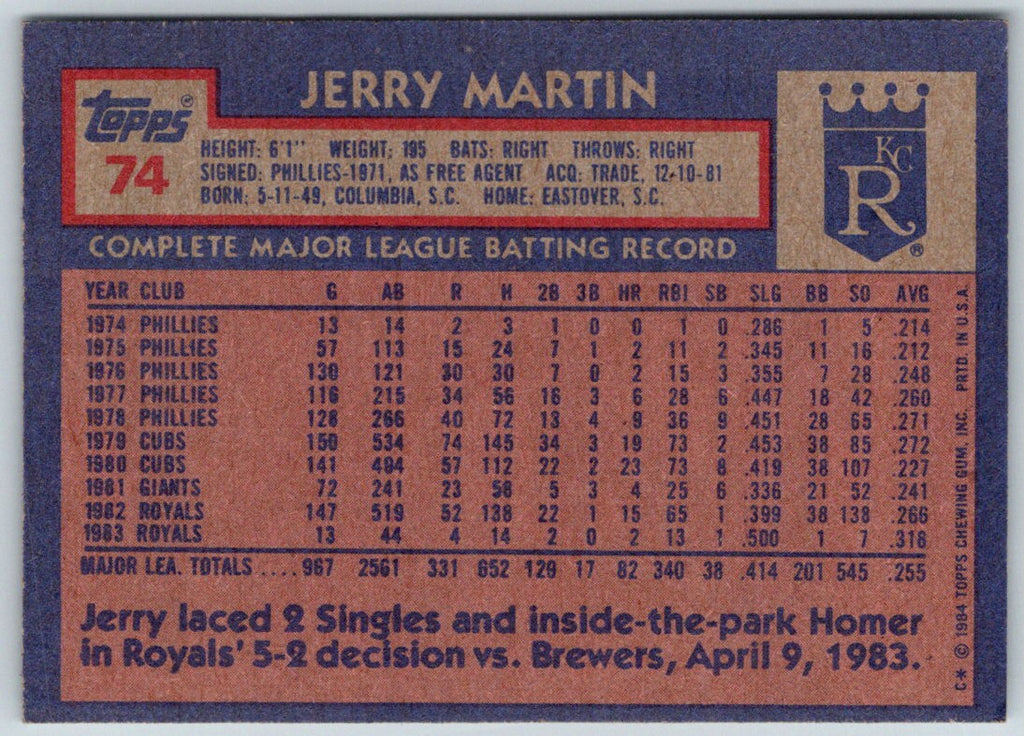 JERRY MARTIN
Topps®
74
HEIGHT: 6'1" WEIGHT: 195 BATS: RIGHT THROWS: RIGHT
SIGNED: PHILLIES-1971, AS FREE AGENT ACQ: TRADE, 12-10-81
BORN: 5-11-49, COLUMBIA, S.C. HOME: EASTOVER, S.C.
KC
R
®
COMPLETE MAJOR LEAGUE BATTING RECORD
YEAR CLUB G AB R H 2B 3B HR RBI SB SLG BB SO AVG
1974 PHILLIES 13 14 2 3 1 0 0 1 0 .286 1 5 .214
1975 PHILLIES 57 113 15 24 7 1 2 11 2 .345 11 16 .212
1976 PHILLIES 130 121 30 30 7 0 2 15 3 .355 7 28 .248
1977 PHILLIES 116 215 34 56 16 3 6 28 6 .447 18 42 .260
1978 PHILLIES 128 266 40 72 13 4 9 36 9 .451 28 65 .271
1979 CUBS 150 534 74 145 34 3 19 73 2 .453 38 85 .272
1980 CUBS 141 494 57 112 22 2 23 73 8 .419 38 107 .227
1981 GIANTS 72 241 23 58 5 3 4 25 6 .336 21 52 .241
1982 ROYALS 147 519 52 138 22 1 15 65 1 .399 38 138 .266
1983 ROYALS 13 44 4 14 2 0 2 13 1 .500 1 7 .318
MAJOR LEA. TOTALS ....967 2561 331 652 129 17 82 340 38 .414 201 545 .255
Jerry laced 2 Singles and inside-the-park Homer
in Royals' 5-2 decision vs. Brewers, April 9, 1983.
C* © 1984 TOPPS CHEWING GUM, INC. PRTD. IN U.S.A.